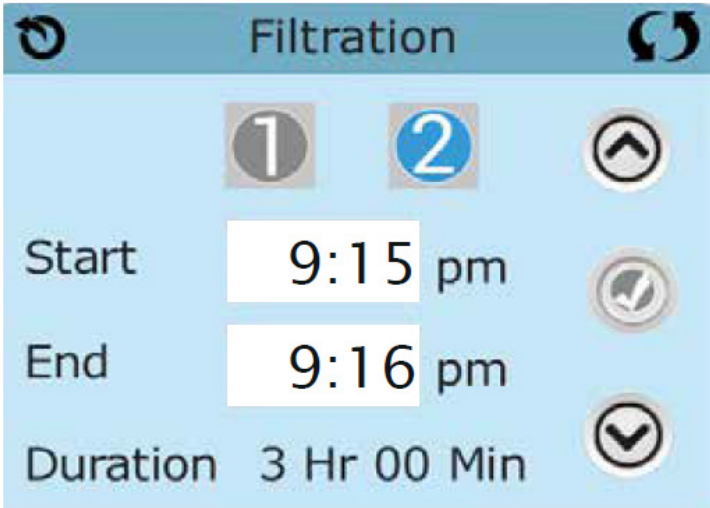 Filtration
1 2
Start 9:15 pm
End 9:16 pm
Duration 3 Hr 00 Min